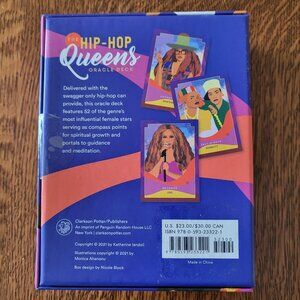 THE
HIP-HOP
Queens
ORACLE DECK
Delivered with the
swagger only hip-hop can
provide, this oracle deck
features 52 of the genre's
most influential female stars
serving as compass points
for spiritual growth and
portals to guidance
and meditation.
Clarkson Potter/Publishers
An imprint of Penguin Random House LLC
New York | clarksonpotter.com
Copyright © 2021 by Kathern Iandoli
Illustrations copyright © 2021 by
Monica Ahanonu
Box design by Nicole Block
U.S. $23.00/$30.00 CAN
ISBN 978-0-593-23322-1
52300
Made in China